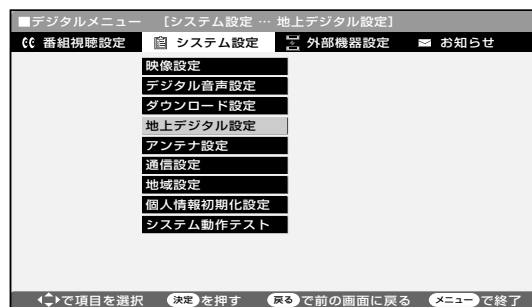 ■デジタルメニュー　［システム設定 … 地上デジタル設定］
番組視聴設定　システム設定　外部機器設定　お知らせ
映像設定
デジタル音声設定
ダウンロード設定
地上デジタル設定
アンテナ設定
通信設定
地域設定
個人情報初期化設定
システム動作テスト
で項目を選択　決定を押す　戻るで前の画面に戻る　メニューで終了